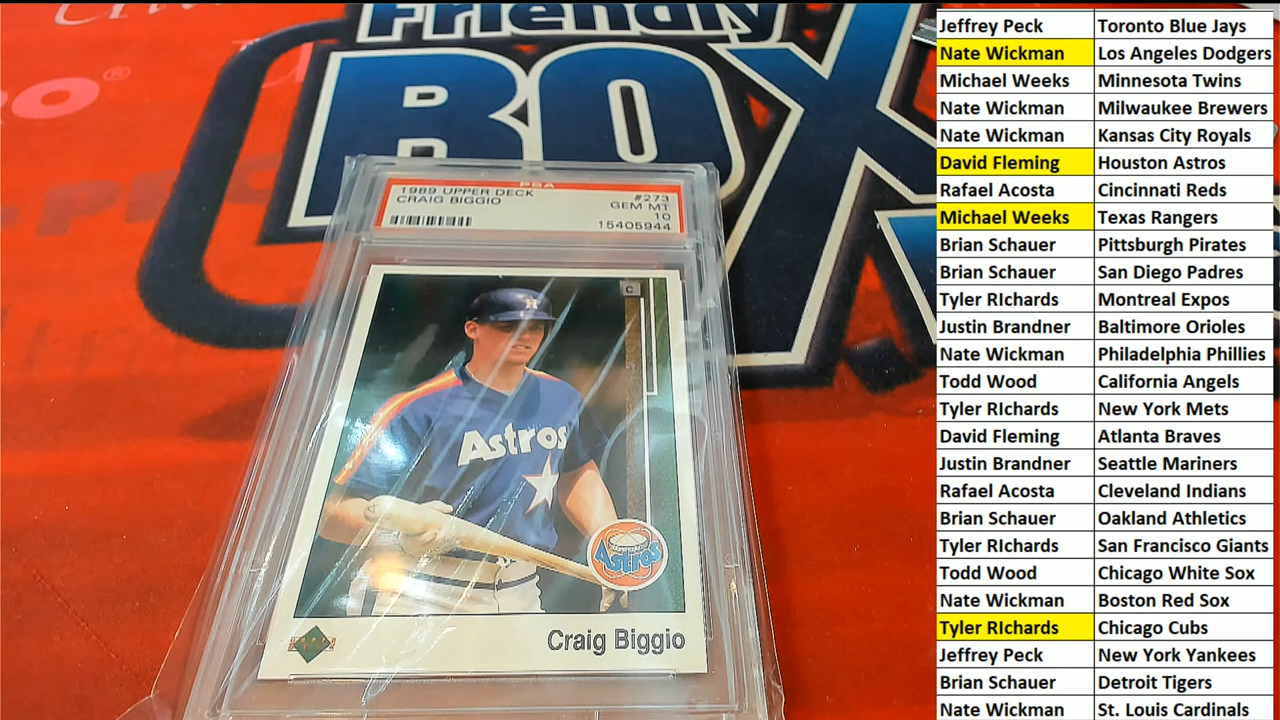 Friendly
BOX
RO®
PSA
1989 UPPER DECK #273
CRAIG BIGGIO GEM MT
10
15405944
C
H
Astros
Astros
Craig Biggio
Jeffrey Peck Toronto Blue Jays
Nate Wickman Los Angeles Dodgers
Michael Weeks Minnesota Twins
Nate Wickman Milwaukee Brewers
Nate Wickman Kansas City Royals
David Fleming Houston Astros
Rafael Acosta Cincinnati Reds
Michael Weeks Texas Rangers
Brian Schauer Pittsburgh Pirates
Brian Schauer San Diego Padres
Tyler RIchards Montreal Expos
Justin Brandner Baltimore Orioles
Nate Wickman Philadelphia Phillies
Todd Wood California Angels
Tyler RIchards New York Mets
David Fleming Atlanta Braves
Justin Brandner Seattle Mariners
Rafael Acosta Cleveland Indians
Brian Schauer Oakland Athletics
Tyler RIchards San Francisco Giants
Todd Wood Chicago White Sox
Nate Wickman Boston Red Sox
Tyler RIchards Chicago Cubs
Jeffrey Peck New York Yankees
Brian Schauer Detroit Tigers
Nate Wickman St. Louis Cardinals